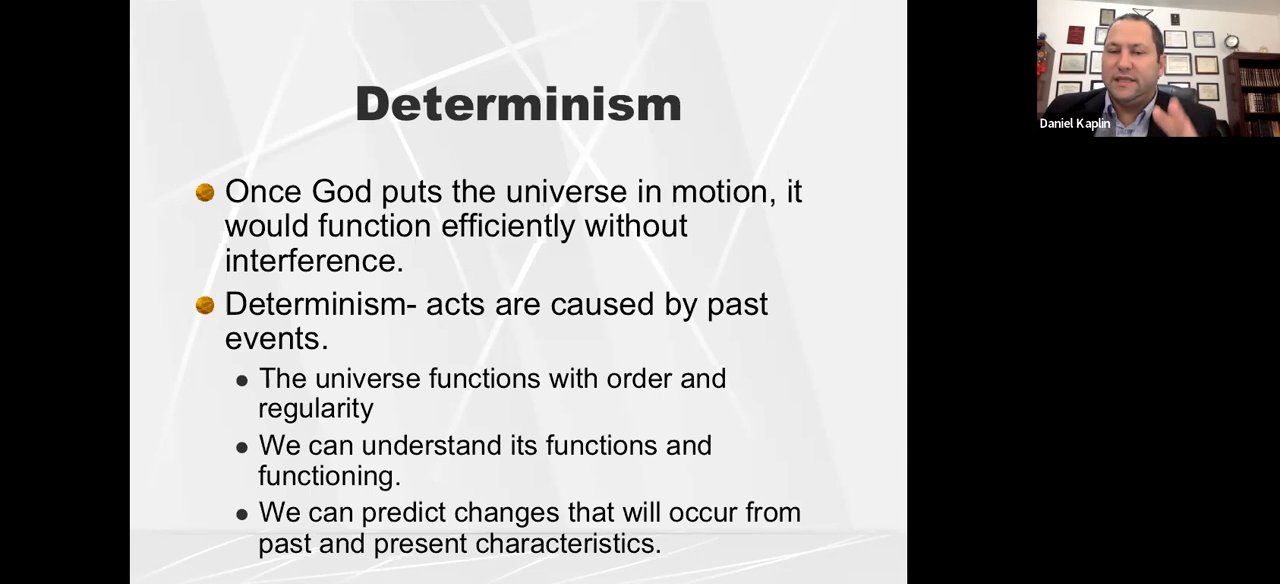 Determinism
Once God puts the universe in motion, it
would function efficiently without
interference.
Determinism- acts are caused by past
events.
The universe functions with order and
regularity
We can understand its functions and
functioning.
We can predict changes that will occur from
past and present characteristics.
Daniel Kaplin